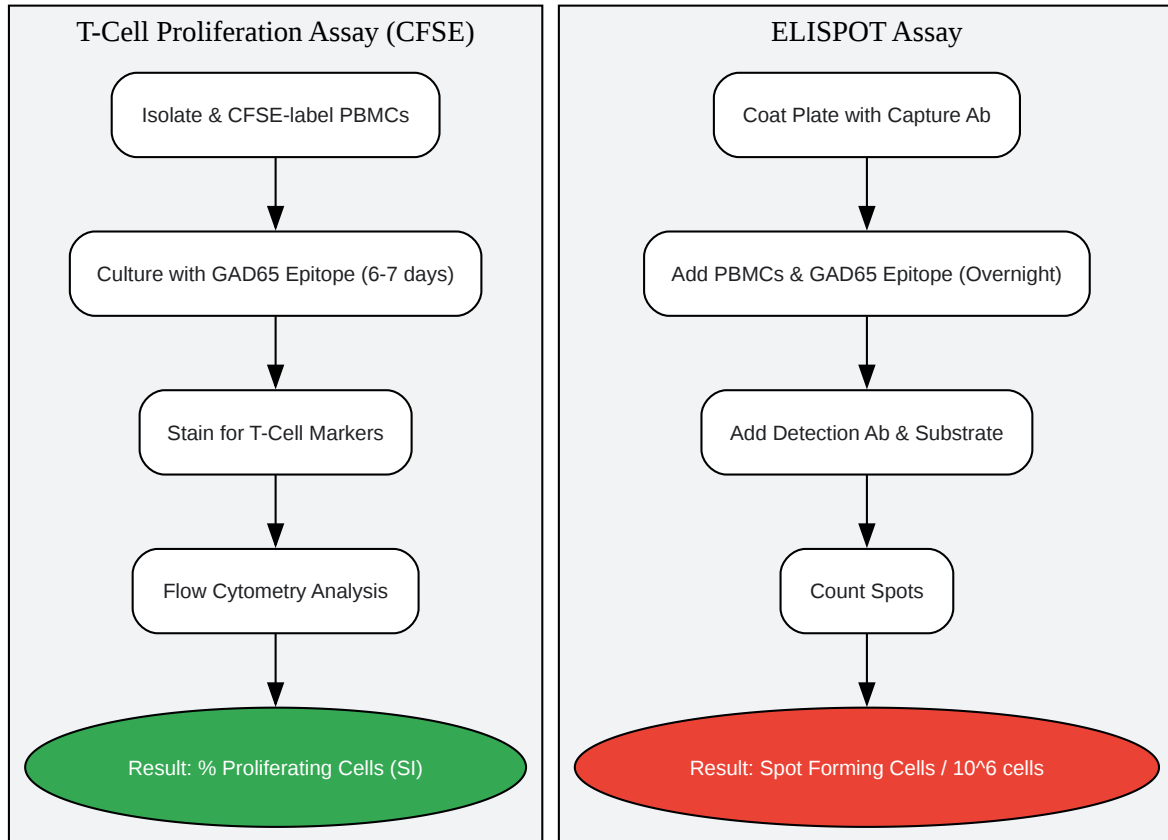 T-Cell Proliferation Assay (CFSE)
Isolate & CFSE-label PBMCs
Culture with GAD65 Epitope (6-7 days)
Stain for T-Cell Markers
Flow Cytometry Analysis
Result: % Proliferating Cells (SI)
ELISPOT Assay
Coat Plate with Capture Ab
Add PBMCs & GAD65 Epitope (Overnight)
Add Detection Ab & Substrate
Count Spots
Result: Spot Forming Cells / 10^6 cells